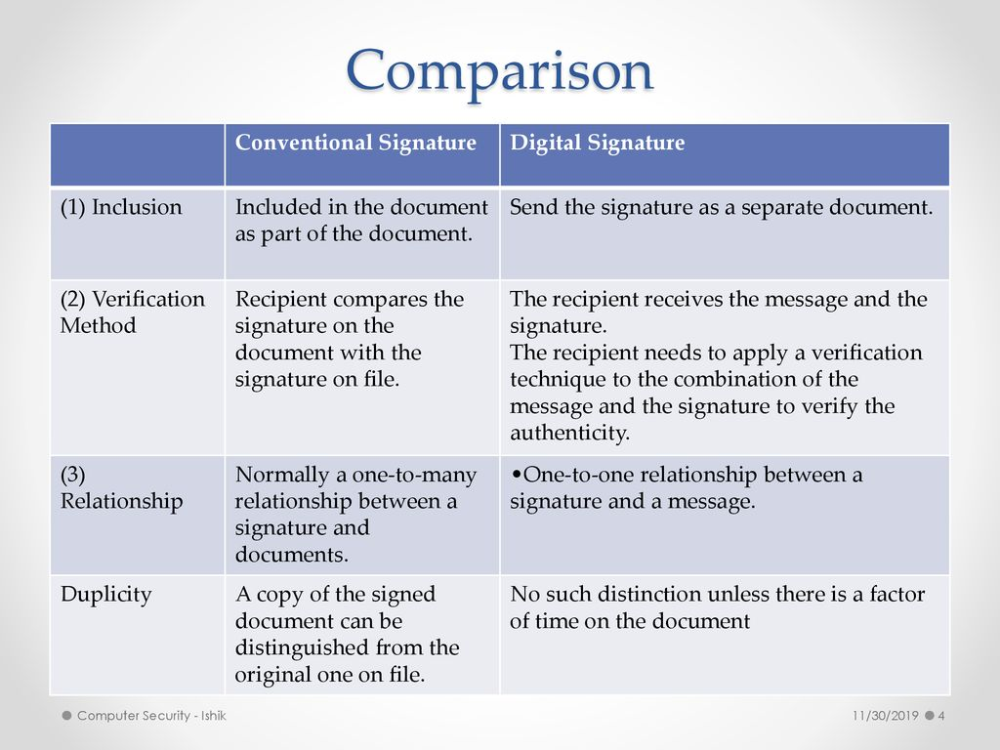 Comparison
Conventional Signature
Digital Signature
(1) Inclusion
Included in the document
as part of the document.
Send the signature as a separate document.
(2) Verification
Method
Recipient compares the
signature on the
document with the
signature on file.
The recipient receives the message and the
signature.
The recipient needs to apply a verification
technique to the combination of the
message and the signature to verify the
authenticity.
(3)
Relationship
Normally a one-to-many
relationship between a
signature and
documents.
•One-to-one relationship between a
signature and a message.
Duplicity
A copy of the signed
document can be
distinguished from the
original one on file.
No such distinction unless there is a factor
of time on the document
Computer Security - Ishik
11/30/2019
4